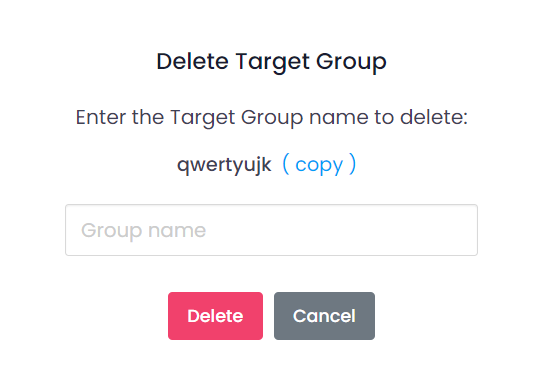 Delete Target Group
Enter the Target Group name to delete:
qwertyujk ( copy )
Group name
Delete Cancel